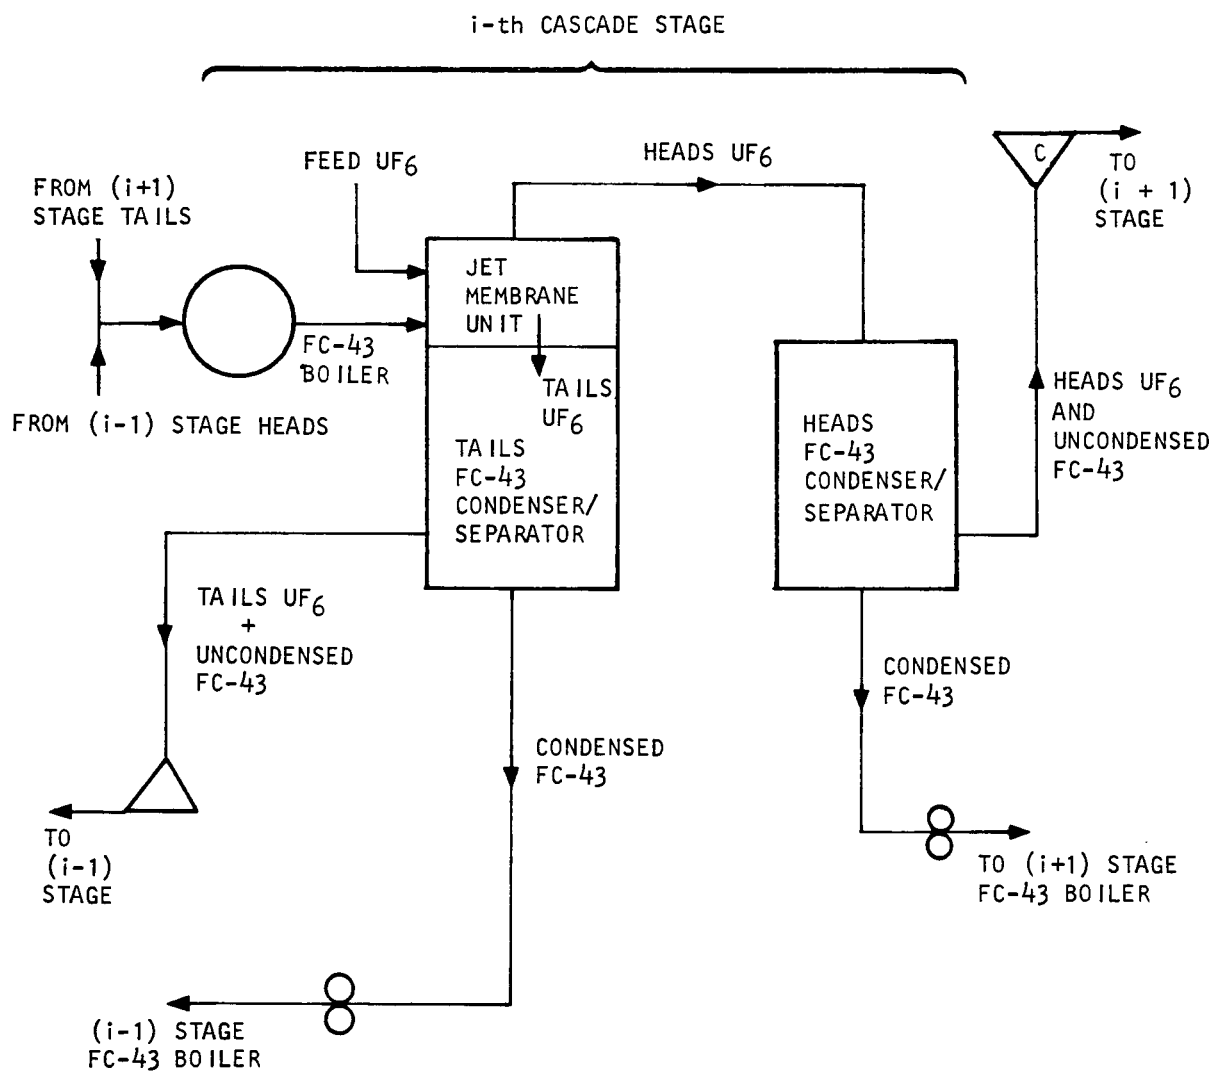 i-th CASCADE STAGE
FEED UF6
HEADS UF6
C
TO
(i + 1)
STAGE
FROM (i+1)
STAGE TAILS
JET
MEMBRANE
UNIT
FC-43
BOILER
TAILS
UF6
FROM (i-1) STAGE HEADS
TAILS
FC-43
CONDENSER/
SEPARATOR
HEADS
FC-43
CONDENSER/
SEPARATOR
HEADS UF6
AND
UNCONDENSED
FC-43
TAILS UF6
+
UNCONDENSED
FC-43
CONDENSED
FC-43
CONDENSED
FC-43
TO
(i-1)
STAGE
TO (i+1) STAGE
FC-43 BOILER
(i-1) STAGE
FC-43 BOILER